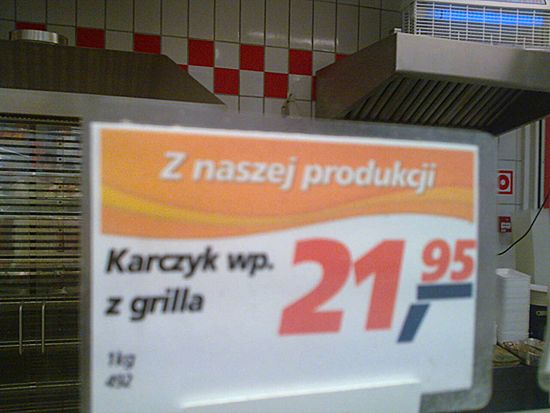 Z naszej produkcji
Karczyk wp.
z grilla
21,95
1kg
492